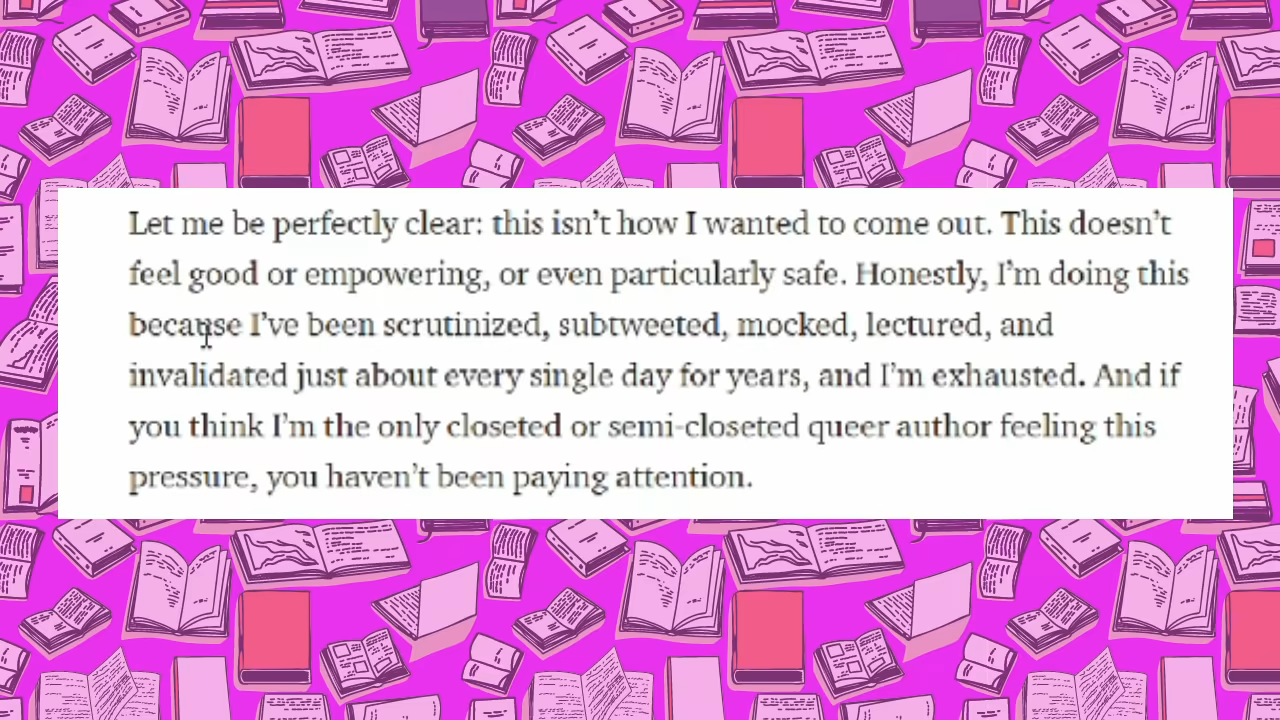 Let me be perfectly clear: this isn’t how I wanted to come out. This doesn’t
feel good or empowering, or even particularly safe. Honestly, I’m doing this
because I’ve been scrutinized, subtweeted, mocked, lectured, and
invalidated just about every single day for years, and I’m exhausted. And if
you think I’m the only closeted or semi-closeted queer author feeling this
pressure, you haven’t been paying attention.